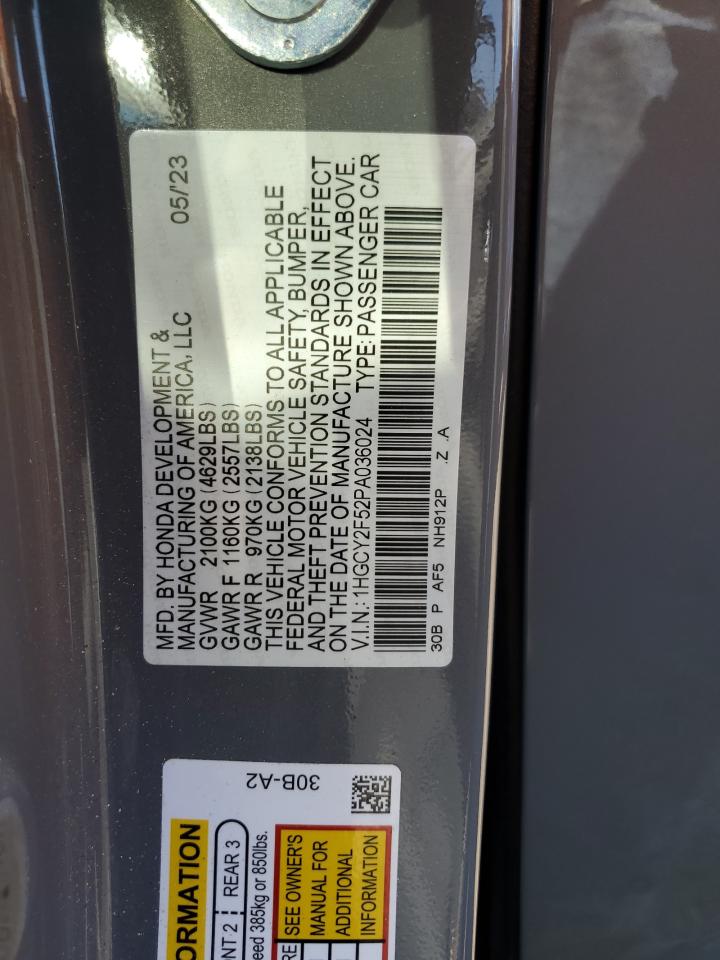 MFD. BY HONDA DEVELOPMENT &
MANUFACTURING OF AMERICA, LLC 05/'23
GVWR 2100KG (4629LBS)
GAWR F 1160KG (2557LBS)
GAWR R 970KG (2138LBS)
THIS VEHICLE CONFORMS TO ALL APPLICABLE
FEDERAL MOTOR VEHICLE SAFETY, BUMPER,
AND THEFT PREVENTION STANDARDS IN EFFECT
ON THE DATE OF MANUFACTURE SHOWN ABOVE.
V.I.N.: 1HGCY2F52PA036024 TYPE: PASSENGER CAR
30B P AF5 NH912P .Z .A
30B-A2
ORMATION
NT 2 REAR 3
eed 385kg or 850lbs.
RE SEE OWNER'S
MANUAL FOR
ADDITIONAL
INFORMATION